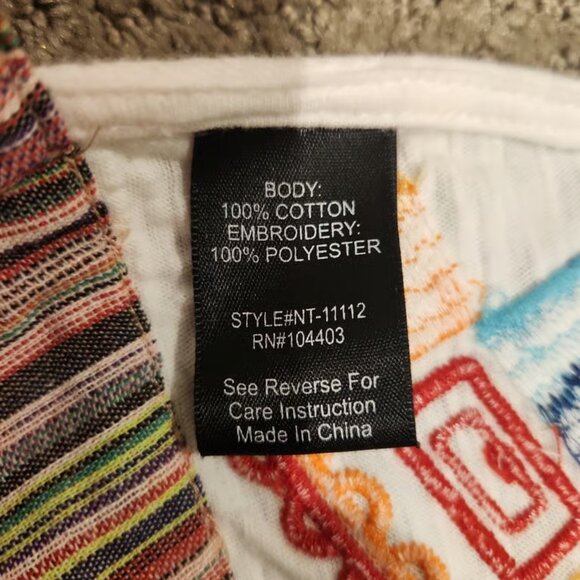 BODY:
100% COTTON
EMBROIDERY:
100% POLYESTER
STYLE#NT-11112
RN#104403
See Reverse For
Care Instruction
Made In China